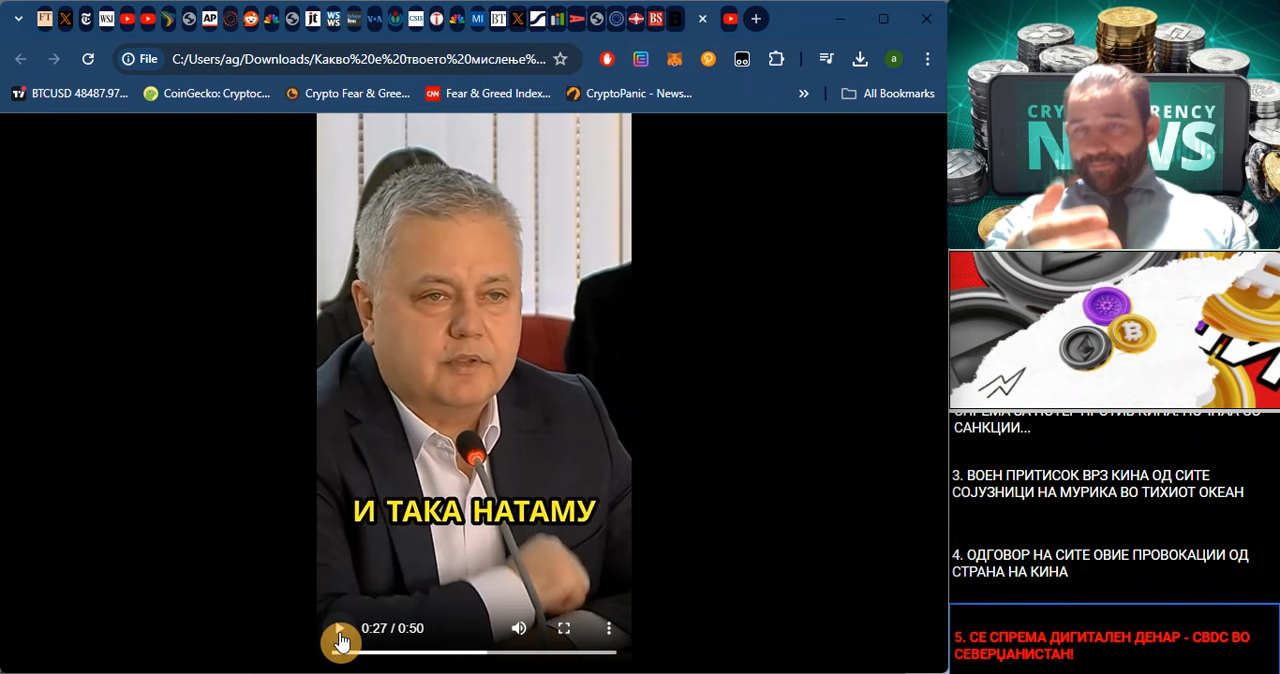 File
C:/Users/ag/Downloads/Какво%20е%20твоето%20мислење%...
a
BTCUSD 48487.97...
CoinGecko: Cryptoc...
Crypto Fear & Gree...
Fear & Greed Index...
CryptoPanic - News...
»
All Bookmarks
И ТАКА НАТАМУ
0:27 / 0:50
NEWS
САНКЦИИ...
3. ВОЕН ПРИТИСОК ВРЗ КИНА ОД СИТЕ
СОЈУЗНИЦИ НА МУРИКА ВО ТИХИОТ ОКЕАН
4. ОДГОВОР НА СИТЕ ОВИЕ ПРОВОКАЦИИ ОД
СТРАНА НА КИНА
5. СЕ СПРЕМА ДИГИТАЛЕН ДЕНАР - CBDC ВО
СЕВЕРЏАНИСТАН!